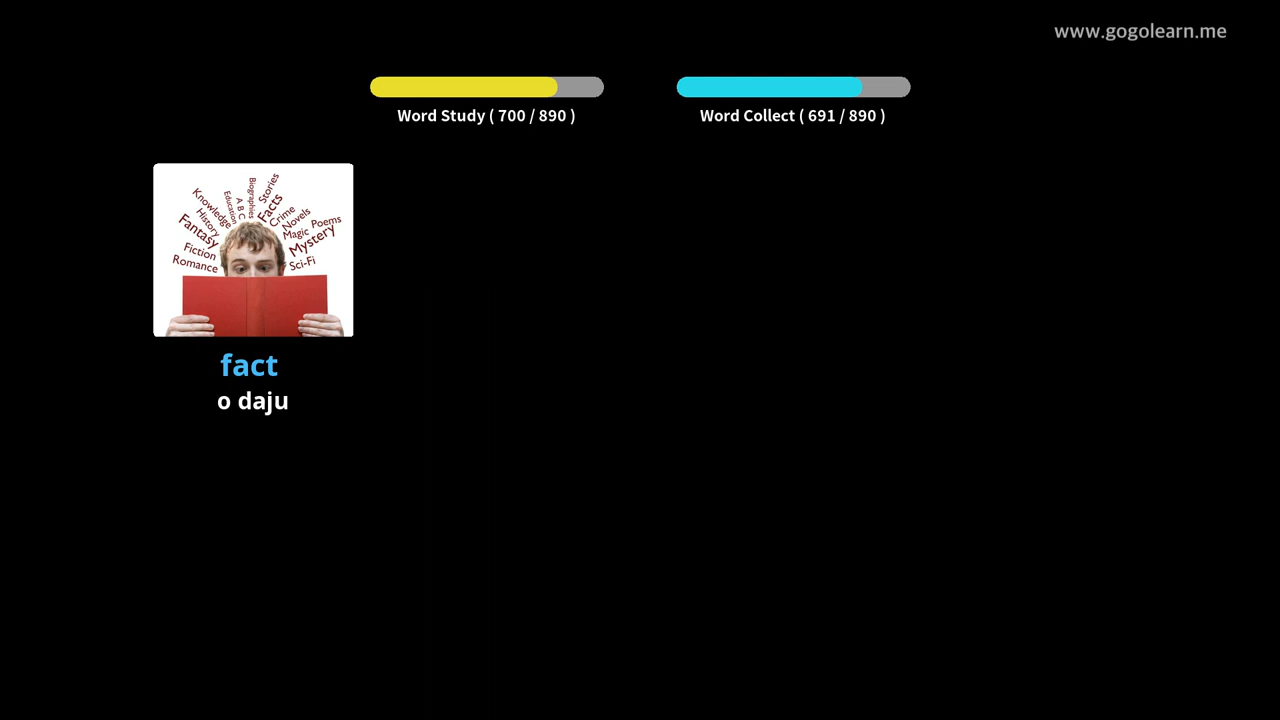 www.gogolearn.me
Word Study ( 700 / 890 )
Word Collect ( 691 / 890 )
Romance
Fiction
Fantasy
History
Knowledge
Education
A B C
Biographies
Stories
Facts
Crime
Novels
Magic
Poems
Mystery
Sci-Fi
fact
o daju